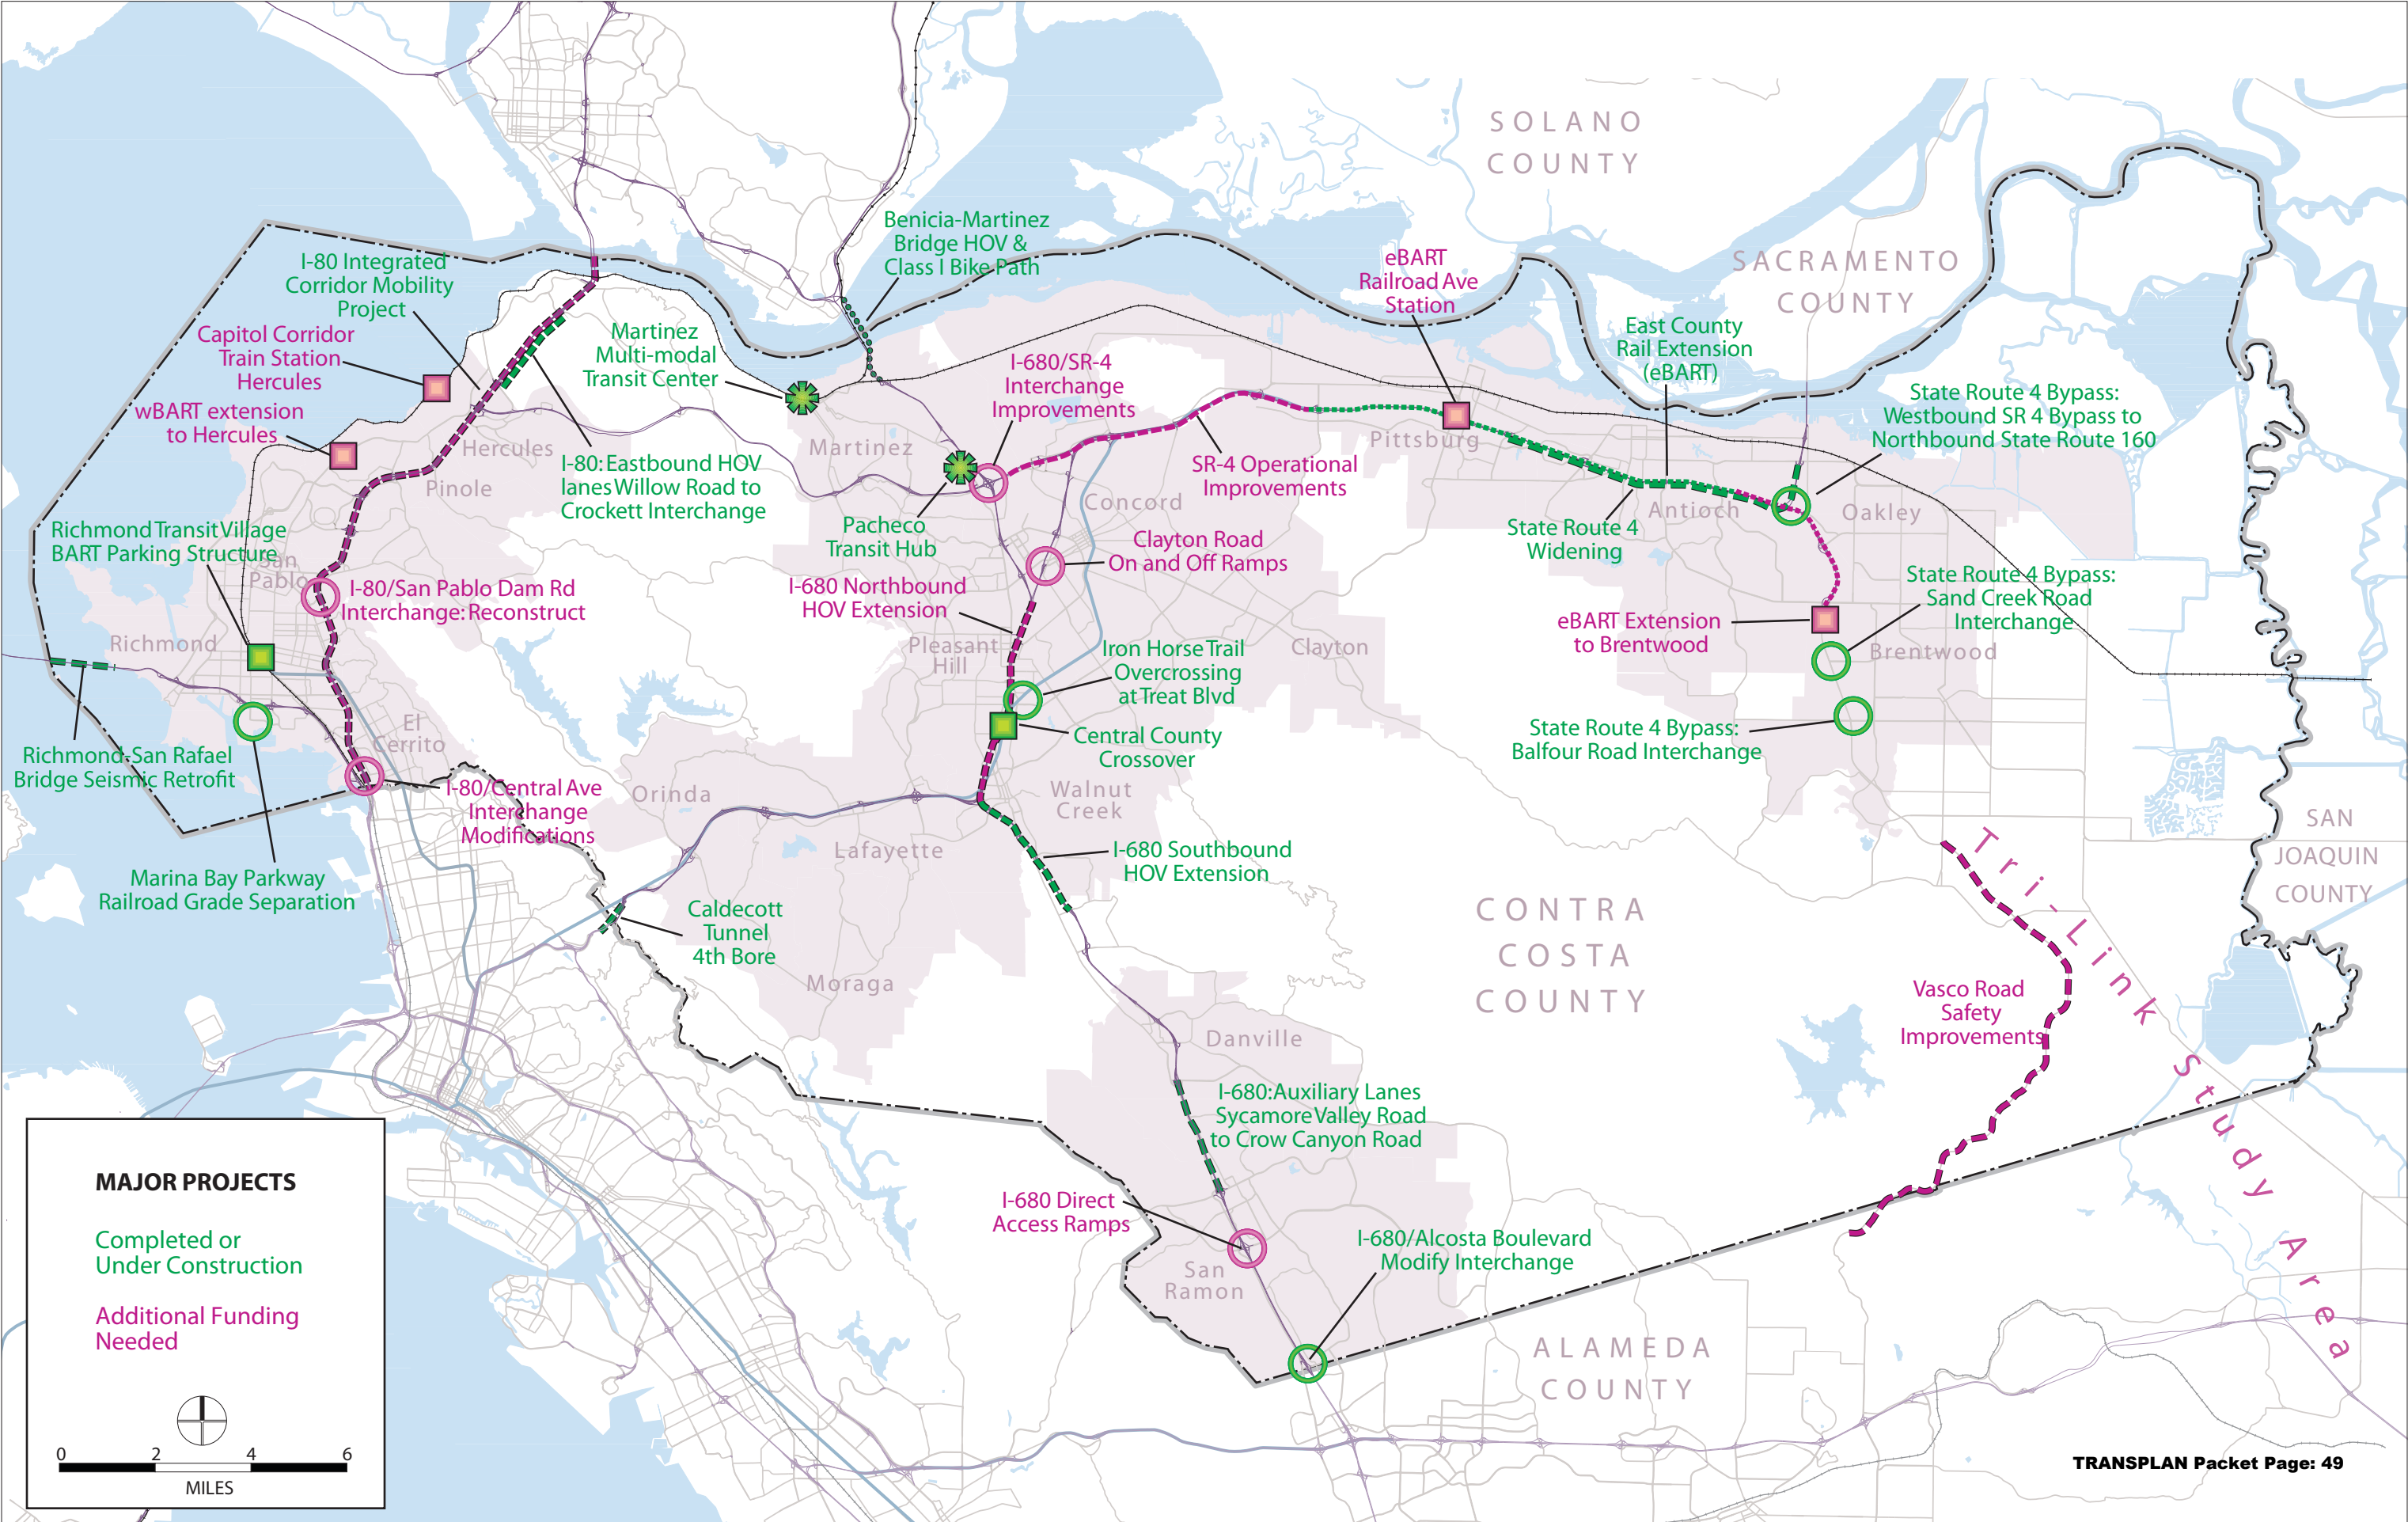 SOLANO
COUNTY
SACRAMENTO
COUNTY
Benicia-Martinez
Bridge HOV &
Class I Bike Path
I-80 Integrated
Corridor Mobility
Project
Capitol Corridor
Train Station
Hercules
wBART extension
to Hercules
Martinez
Multi-modal
Transit Center
I-680/SR-4
Interchange
Improvements
eBART
Railroad Ave
Station
East County
Rail Extension
(eBART)
State Route 4 Bypass:
Westbound SR 4 Bypass to
Northbound State Route 160
Hercules
Pinole
I-80: Eastbound HOV
lanes Willow Road to
Crockett Interchange
Martinez
Pacheco
Transit Hub
Concord
SR-4 Operational
Improvements
Pittsburg
Antioch
Oakley
State Route 4
Widening
Richmond Transit Village
BART Parking Structure
San
Pablo
I-80/San Pablo Dam Rd
Interchange: Reconstruct
Clayton Road
On and Off Ramps
I-680 Northbound
HOV Extension
State Route 4 Bypass:
Sand Creek Road
Interchange
eBART Extension
to Brentwood
Brentwood
Richmond
Pleasant
Hill
Iron Horse Trail
Overcrossing
at Treat Blvd
Clayton
Central County
Crossover
State Route 4 Bypass:
Balfour Road Interchange
El
Cerrito
Richmond-San Rafael
Bridge Seismic Retrofit
I-80/Central Ave
Interchange
Modifications
Orinda
Walnut
Creek
Lafayette
I-680 Southbound
HOV Extension
Marina Bay Parkway
Railroad Grade Separation
Caldecott
Tunnel
4th Bore
Moraga
CONTRA
COSTA
COUNTY
SAN
JOAQUIN
COUNTY
Tri-Link Study Area
Vasco Road
Safety
Improvements
Danville
I-680: Auxiliary Lanes
Sycamore Valley Road
to Crow Canyon Road
I-680 Direct
Access Ramps
San
Ramon
I-680/Alcosta Boulevard
Modify Interchange
ALAMEDA
COUNTY
MAJOR PROJECTS
Completed or
Under Construction
Additional Funding
Needed
0 2 4 6
MILES
TRANSPLAN Packet Page: 49